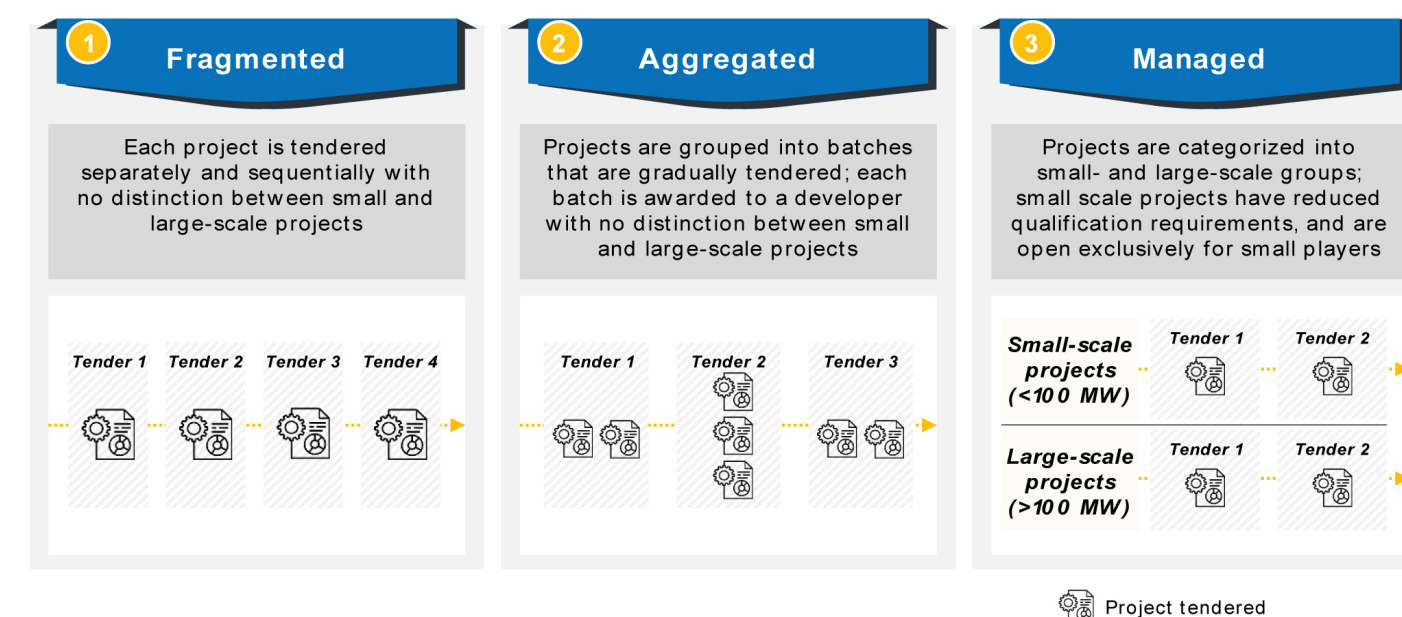 1
Fragmented
Each project is tendered
separately and sequentially with
no distinction between small and
large-scale projects
Tender 1 Tender 2 Tender 3 Tender 4
2
Aggregated
Projects are grouped into batches
that are gradually tendered; each
batch is awarded to a developer
with no distinction between small
and large-scale projects
Tender 1 Tender 2 Tender 3
3
Managed
Projects are categorized into
small- and large-scale groups;
small scale projects have reduced
qualification requirements, and are
open exclusively for small players
Small-scale
projects
(<100 MW)
Tender 1 Tender 2
Large-scale
projects
(>100 MW)
Tender 1 Tender 2
Project tendered